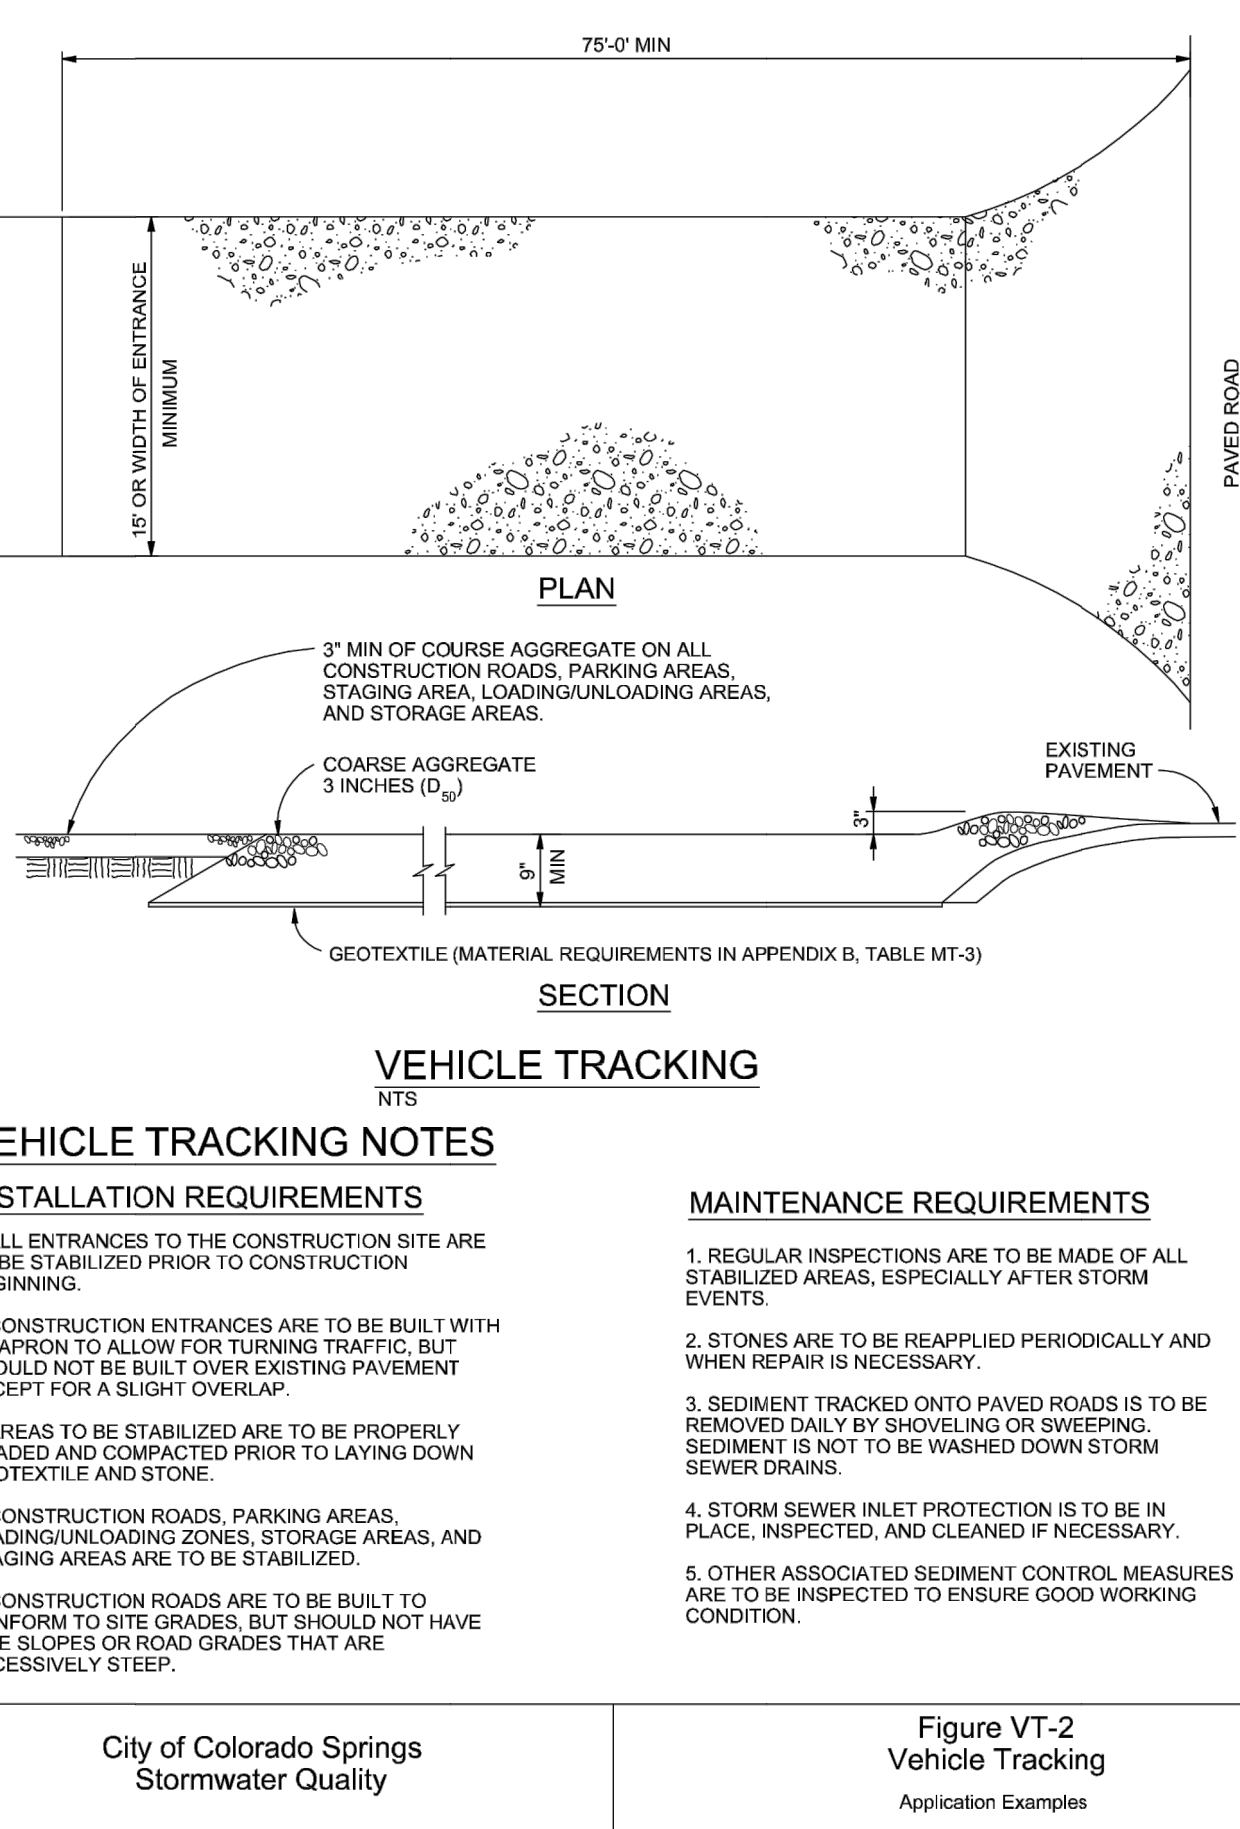 75'-0' MIN
15' OR WIDTH OF ENTRANCE
MINIMUM
PAVED ROAD
PLAN
3" MIN OF COURSE AGGREGATE ON ALL
CONSTRUCTION ROADS, PARKING AREAS,
STAGING AREA, LOADING/UNLOADING AREAS,
AND STORAGE AREAS.
COARSE AGGREGATE
3 INCHES (D50)
EXISTING
PAVEMENT
3"
9"
MIN
GEOTEXTILE (MATERIAL REQUIREMENTS IN APPENDIX B, TABLE MT-3)
SECTION
VEHICLE TRACKING
NTS
EHICLE TRACKING NOTES
STALLATION REQUIREMENTS
LL ENTRANCES TO THE CONSTRUCTION SITE ARE
BE STABILIZED PRIOR TO CONSTRUCTION
GINNING.
ONSTRUCTION ENTRANCES ARE TO BE BUILT WITH
APRON TO ALLOW FOR TURNING TRAFFIC, BUT
OULD NOT BE BUILT OVER EXISTING PAVEMENT
CEPT FOR A SLIGHT OVERLAP.
REAS TO BE STABILIZED ARE TO BE PROPERLY
ADED AND COMPACTED PRIOR TO LAYING DOWN
OTEXTILE AND STONE.
ONSTRUCTION ROADS, PARKING AREAS,
ADING/UNLOADING ZONES, STORAGE AREAS, AND
AGING AREAS ARE TO BE STABILIZED.
ONSTRUCTION ROADS ARE TO BE BUILT TO
NFORM TO SITE GRADES, BUT SHOULD NOT HAVE
E SLOPES OR ROAD GRADES THAT ARE
CESSIVELY STEEP.
MAINTENANCE REQUIREMENTS
1. REGULAR INSPECTIONS ARE TO BE MADE OF ALL
STABILIZED AREAS, ESPECIALLY AFTER STORM
EVENTS.
2. STONES ARE TO BE REAPPLIED PERIODICALLY AND
WHEN REPAIR IS NECESSARY.
3. SEDIMENT TRACKED ONTO PAVED ROADS IS TO BE
REMOVED DAILY BY SHOVELING OR SWEEPING.
SEDIMENT IS NOT TO BE WASHED DOWN STORM
SEWER DRAINS.
4. STORM SEWER INLET PROTECTION IS TO BE IN
PLACE, INSPECTED, AND CLEANED IF NECESSARY.
5. OTHER ASSOCIATED SEDIMENT CONTROL MEASURES
ARE TO BE INSPECTED TO ENSURE GOOD WORKING
CONDITION.
City of Colorado Springs
Stormwater Quality
Figure VT-2
Vehicle Tracking
Application Examples